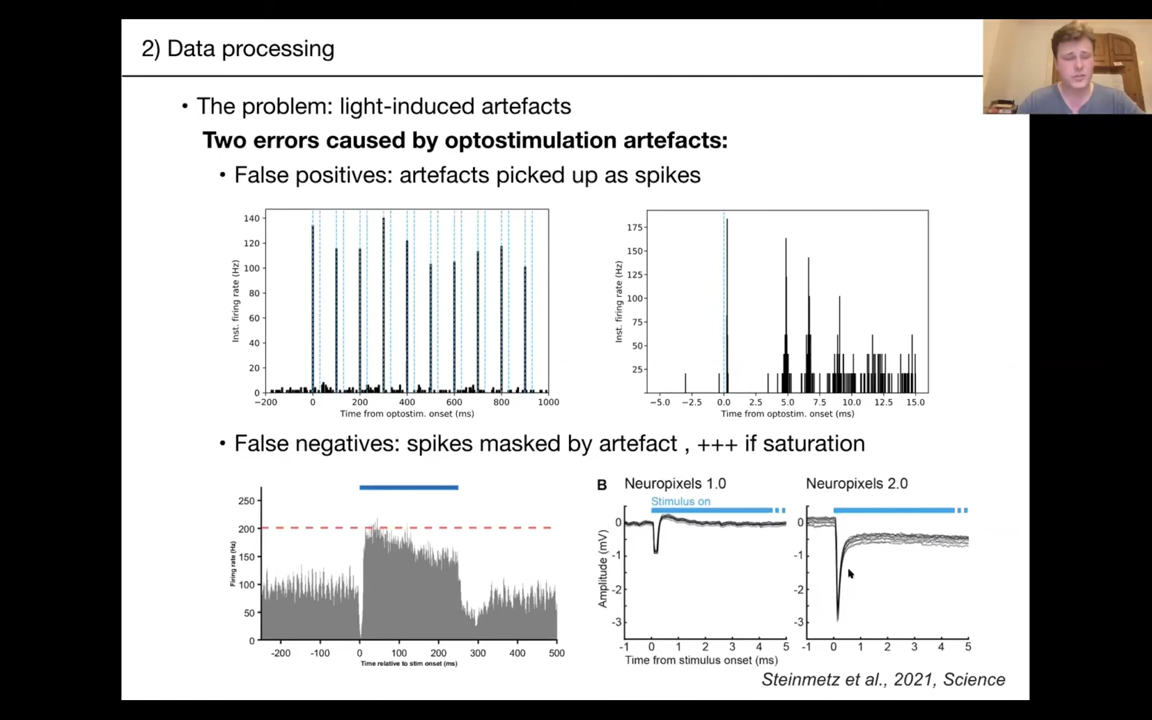 2) Data processing
• The problem: light-induced artefacts
Two errors caused by optostimulation artefacts:
• False positives: artefacts picked up as spikes
140
120
100
80
60
40
20
0
Inst. firing rate (Hz)
−200 0 200 400 600 800 1000
Time from optostim. onset (ms)
175
150
125
100
75
50
25
Inst. firing rate (Hz)
−5.0 −2.5 0.0 2.5 5.0 7.5 10.0 12.5 15.0
Time from optostim. onset (ms)
• False negatives: spikes masked by artefact , +++ if saturation
250
200
150
100
50
0
Firing rate (Hz)
-200 -100 0 100 200 300 400 500
Time relative to stim onset (ms)
B Neuropixels 1.0 Neuropixels 2.0
Stimulus on
0
-1
-2
-3
Amplitude (mV)
-1 0 1 2 3 4 5
Time from stimulus onset (ms)
0
-1
-2
-3
-1 0 1 2 3 4 5
Steinmetz et al., 2021, Science